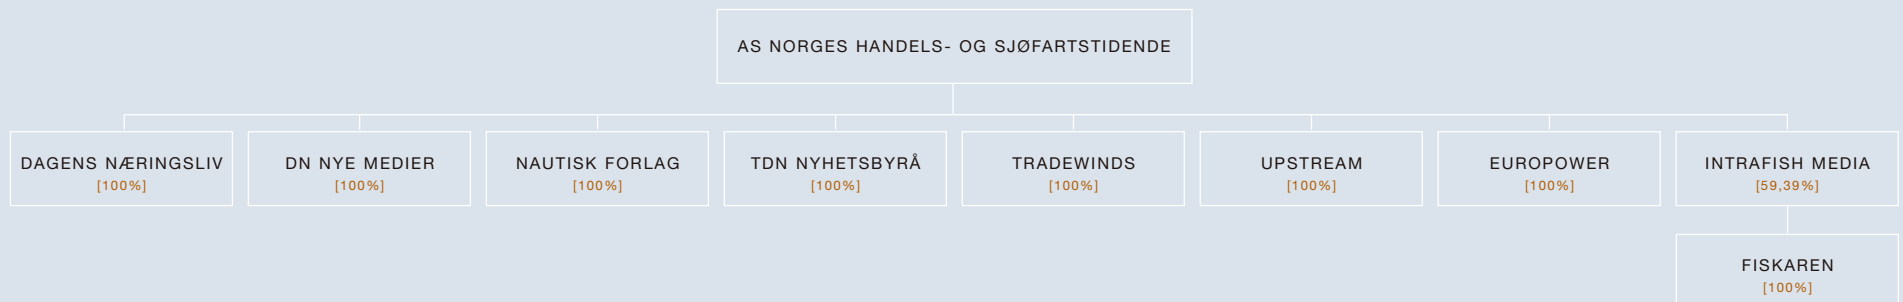 AS NORGES HANDELS- OG SJØFARTSTIDENDE
DAGENS NÆRINGSLIV
[100%]
DN NYE MEDIER
[100%]
NAUTISK FORLAG
[100%]
TDN NYHETSBYRÅ
[100%]
TRADEWINDS
[100%]
UPSTREAM
[100%]
EUROPOWER
[100%]
INTRAFISH MEDIA
[59,39%]
FISKAREN
[100%]